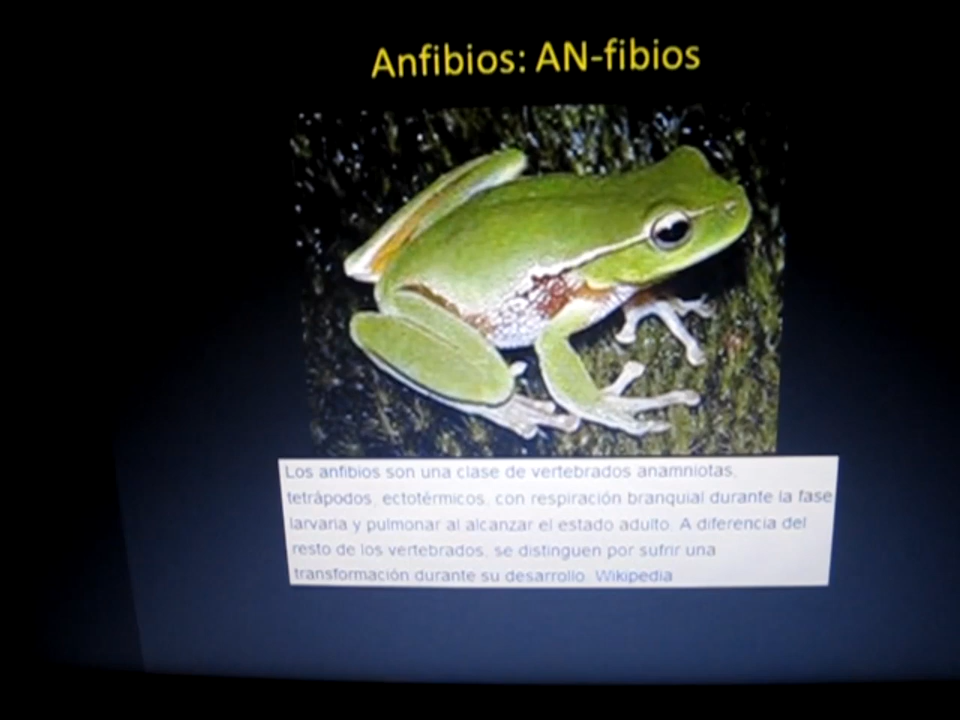 Anfibios: AN-fibios
Los anfibios son una clase de vertebrados anamniotas,
tetrápodos, ectotérmicos, con respiración branquial durante la fase
larvaria y pulmonar al alcanzar el estado adulto. A diferencia del
resto de los vertebrados, se distinguen por sufrir una
transformación durante su desarrollo. Wikipedia